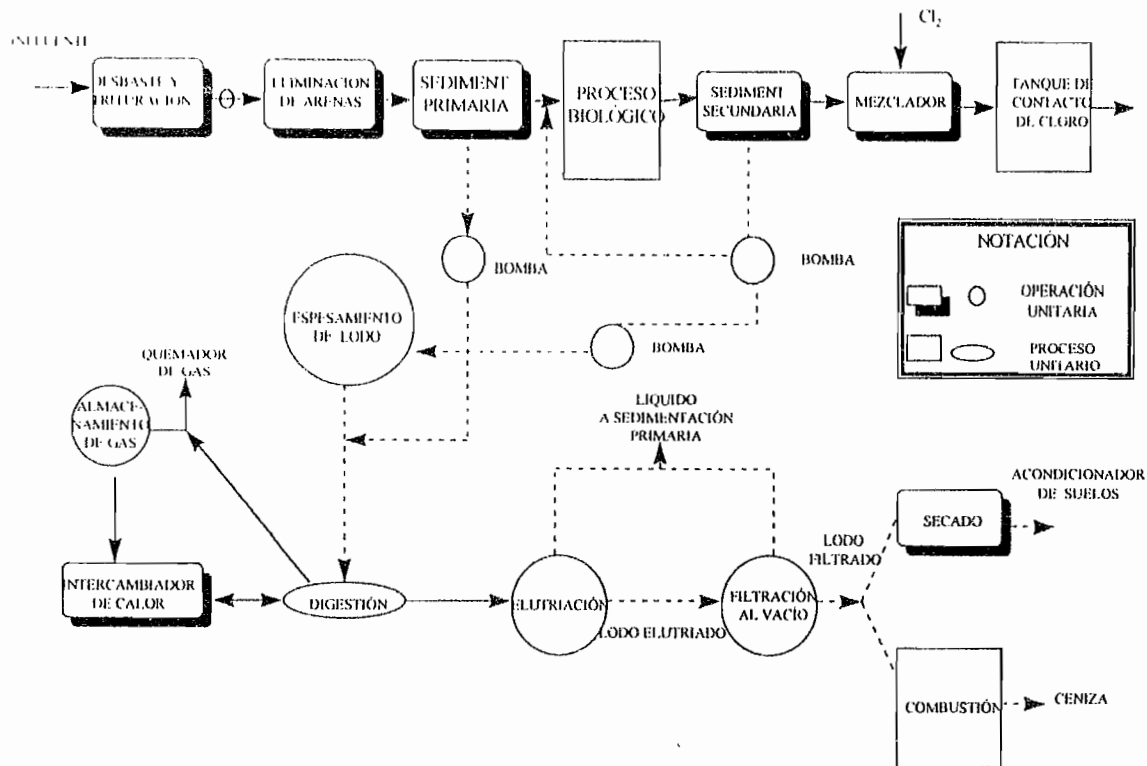 Cl₂
DESBASTE Y
TRITURACION
ELIMINACION
DE ARENAS
SEDIMENT
PRIMARIA
PROCESO
BIOLÓGICO
SEDIMENT
SECUNDARIA
MEZCLADOR
TANQUE DE
CONTACTO
DE CLORO
BOMBA
BOMBA
BOMBA
NOTACIÓN
OPERACIÓN
UNITARIA
PROCESO
UNITARIO
ESPESAMIENTO
DE LODO
QUEMADOR
DE GAS
ALMACE-
NAMIENTO
DE GAS
LÍQUIDO
A SEDIMENTACIÓN
PRIMARIA
INTERCAMBIADOR
DE CALOR
DIGESTIÓN
ELUTRIACIÓN
LODO ELUTRIADO
FILTRACIÓN
AL VACÍO
LODO
FILTRADO
SECADO
ACONDICIONADOR
DE SUELOS
COMBUSTIÓN
CENIZA